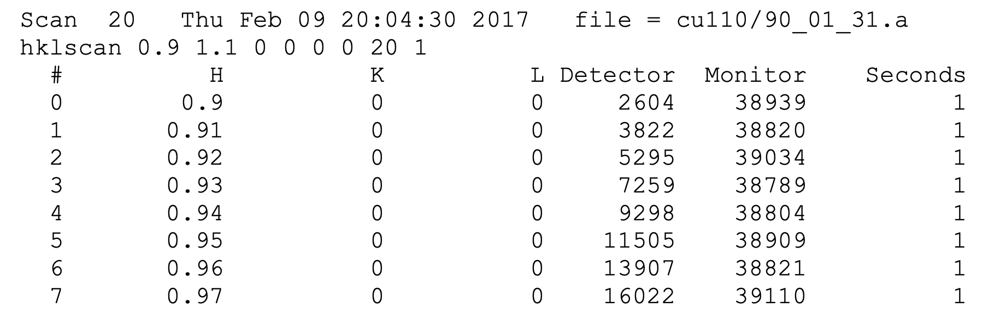 Scan  20   Thu Feb 09 20:04:30 2017   file = cu110/90_01_31.a
hklscan 0.9 1.1 0 0 0 0 20 1
#          H          K          L Detector  Monitor    Seconds
0        0.9          0          0     2604    38939          1
1       0.91          0          0     3822    38820          1
2       0.92          0          0     5295    39034          1
3       0.93          0          0     7259    38789          1
4       0.94          0          0     9298    38804          1
5       0.95          0          0    11505    38909          1
6       0.96          0          0    13907    38821          1
7       0.97          0          0    16022    39110          1